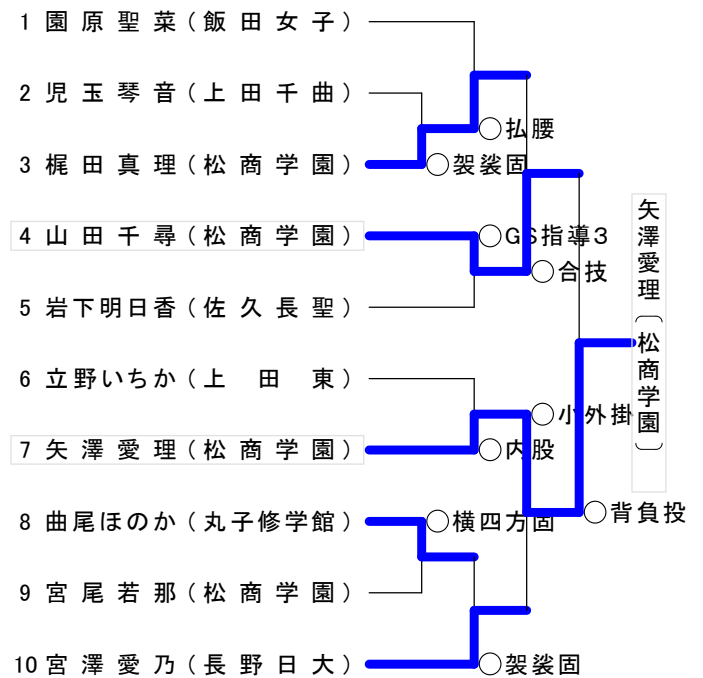 1 園原聖菜(飯田女子)
2 児玉琴音(上田千曲)
○払腰
3 梶田真理(松商学園)
○袈裟固
4 山田千尋(松商学園)
○GS指導3
○合技
5 岩下明日香(佐久長聖)
6 立野いちか(上田東)
○小外掛
7 矢澤愛理(松商学園)
○内股
矢澤愛理(松商学園)
8 曲尾ほのか(丸子修学館)
○横四方固
○背負投
9 宮尾若那(松商学園)
10 宮澤愛乃(長野日大)
○袈裟固